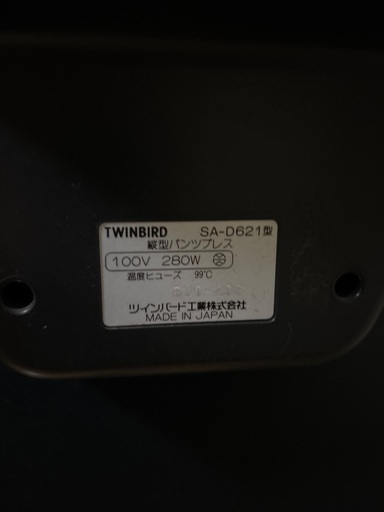 TWINBIRD SA-D621型
縦型パンツプレス
100V 280W
温度ヒューズ 99℃
ツインバード工業株式会社
MADE IN JAPAN